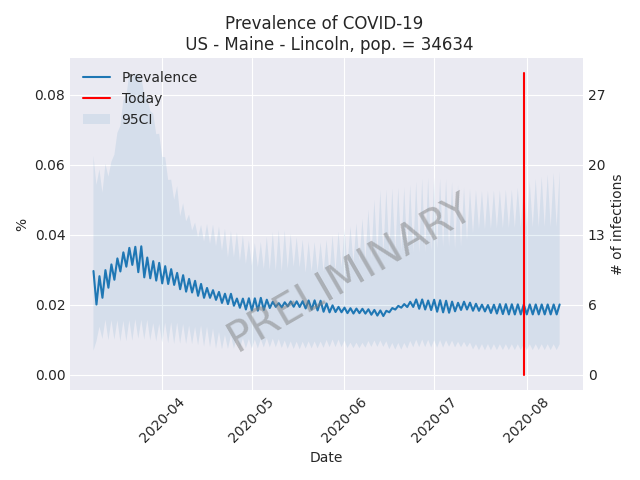 Prevalence of COVID-19
US - Maine - Lincoln, pop. = 34634
Prevalence
Today
95CI
0.08
0.06
0.04
0.02
0.00
%
27
20
13
6
0
# of infections
PRELIMINARY
2020-04
2020-05
2020-06
2020-07
2020-08
Date